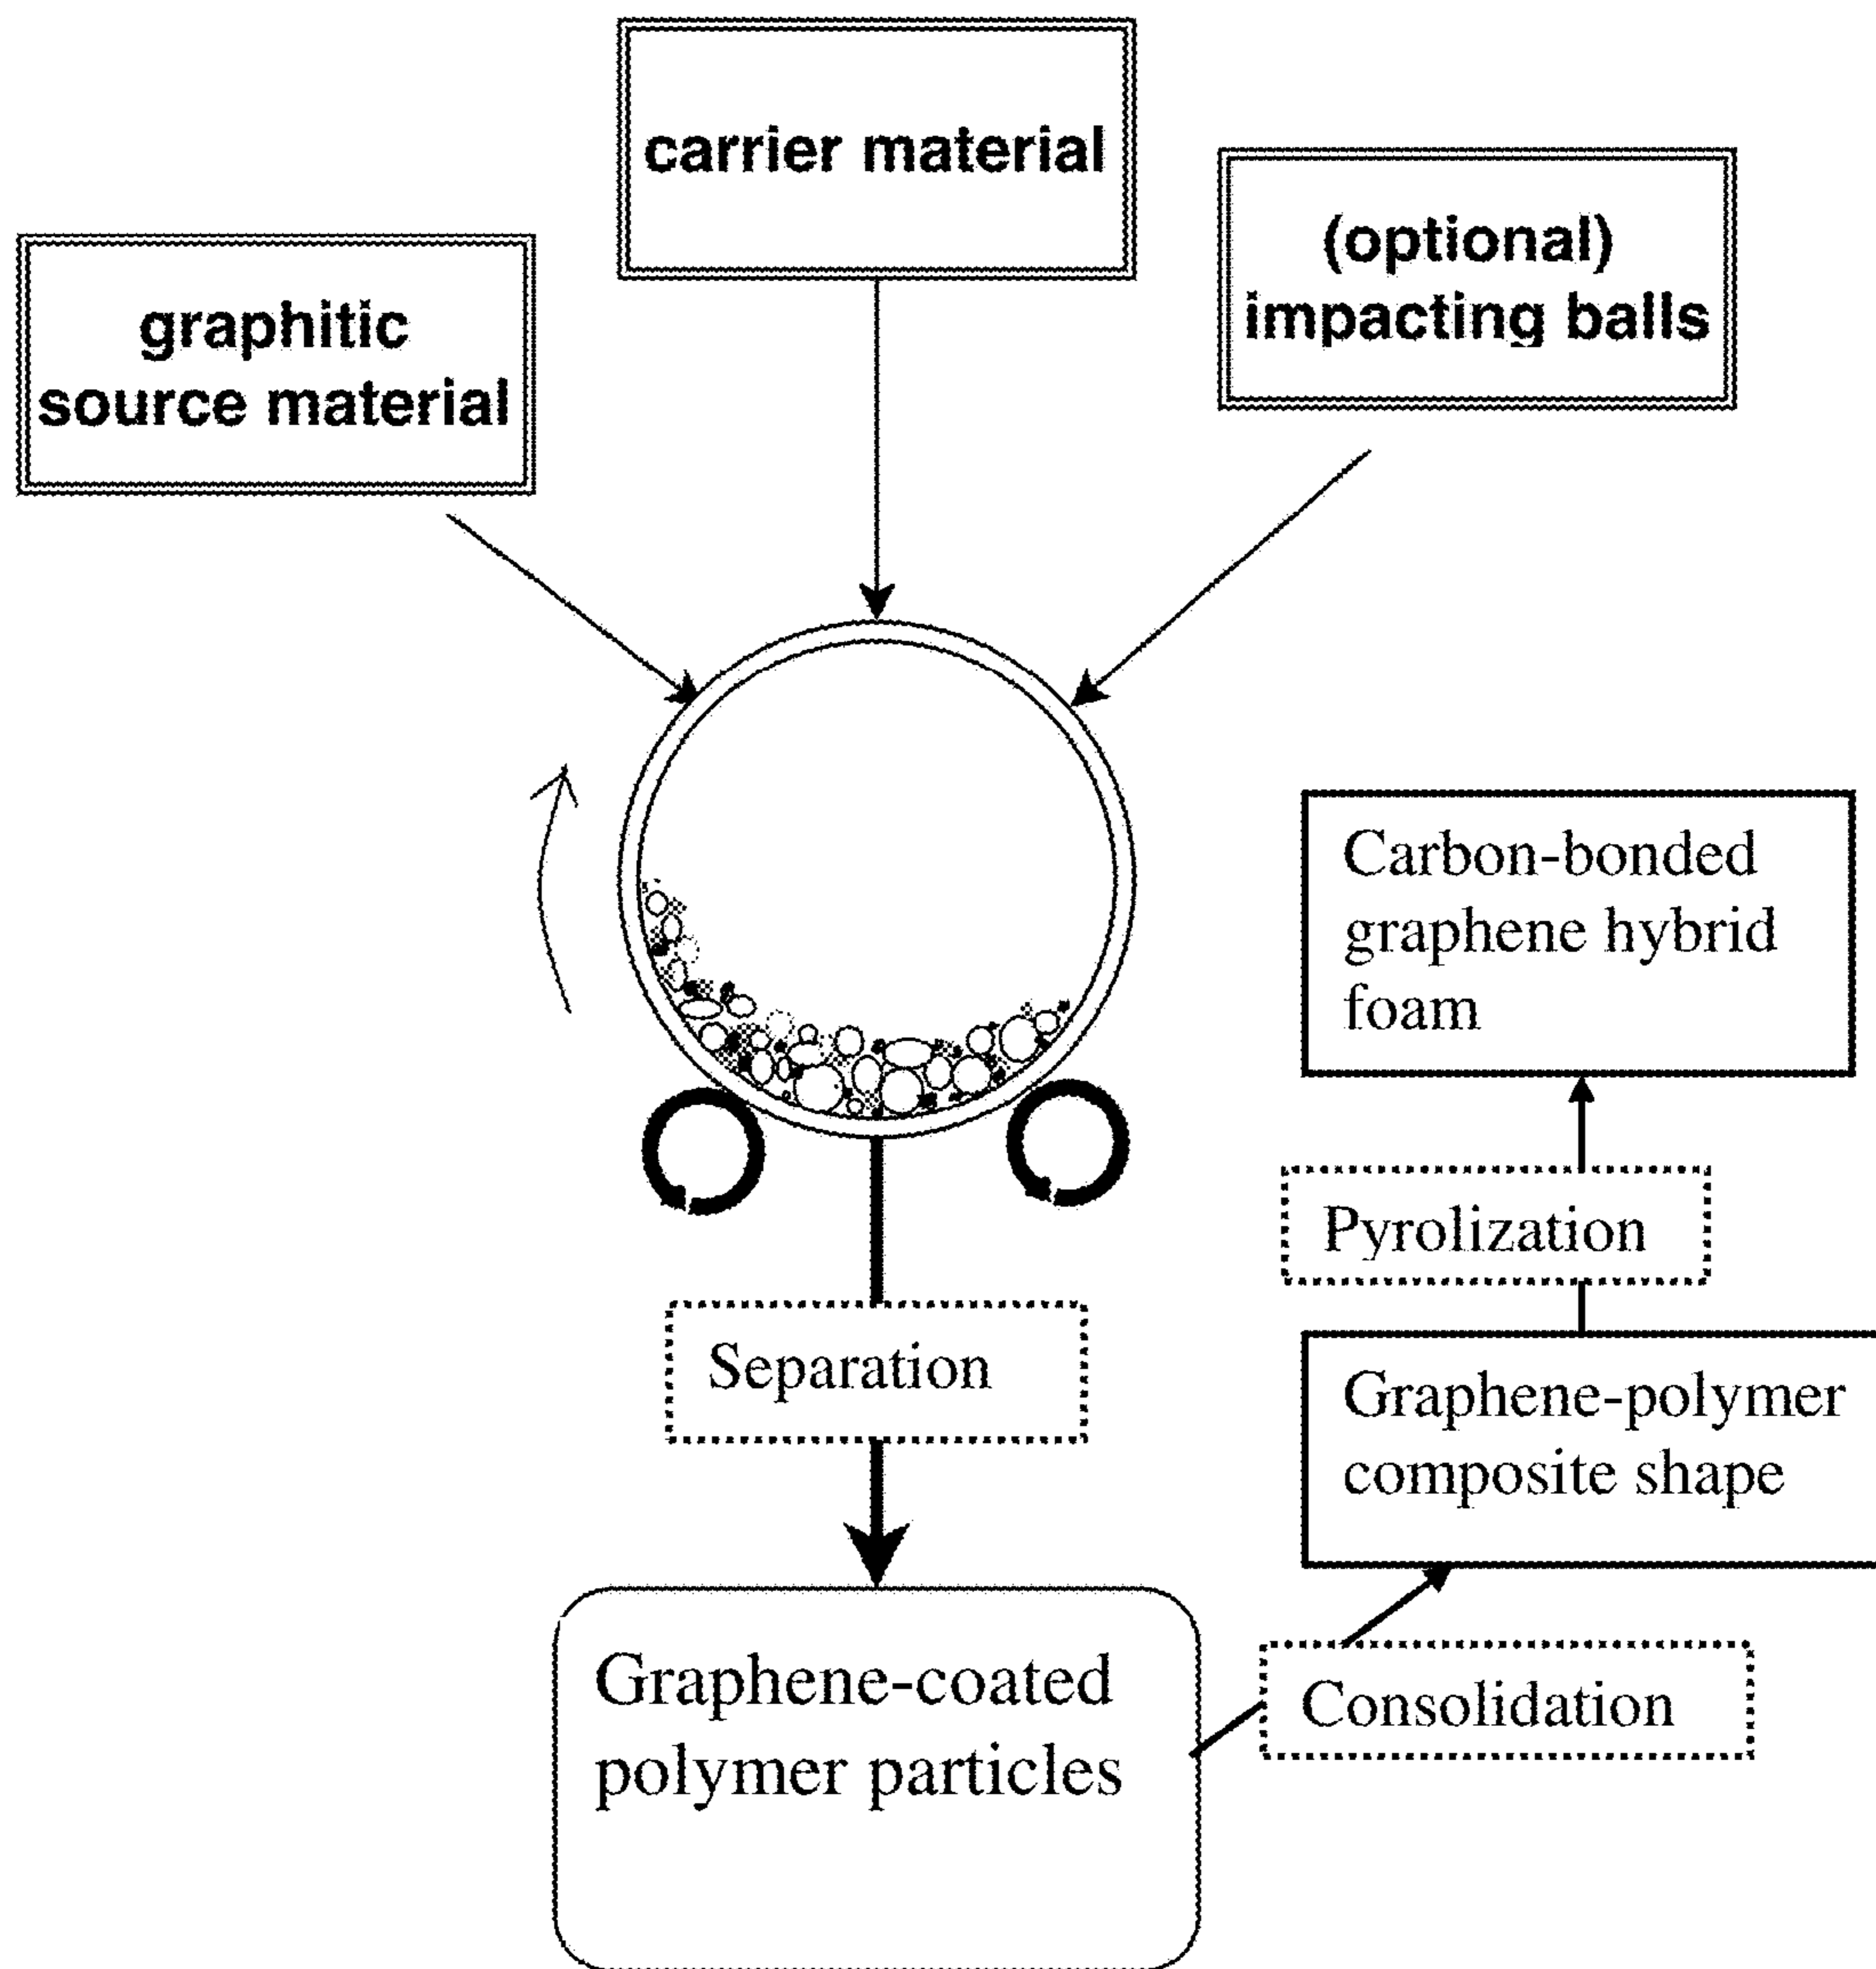 carrier material
(optional)
impacting balls
graphitic
source material
Carbon-bonded
graphene hybrid
foam
Pyrolization
Separation
Graphene-polymer
composite shape
Graphene-coated
polymer particles
Consolidation